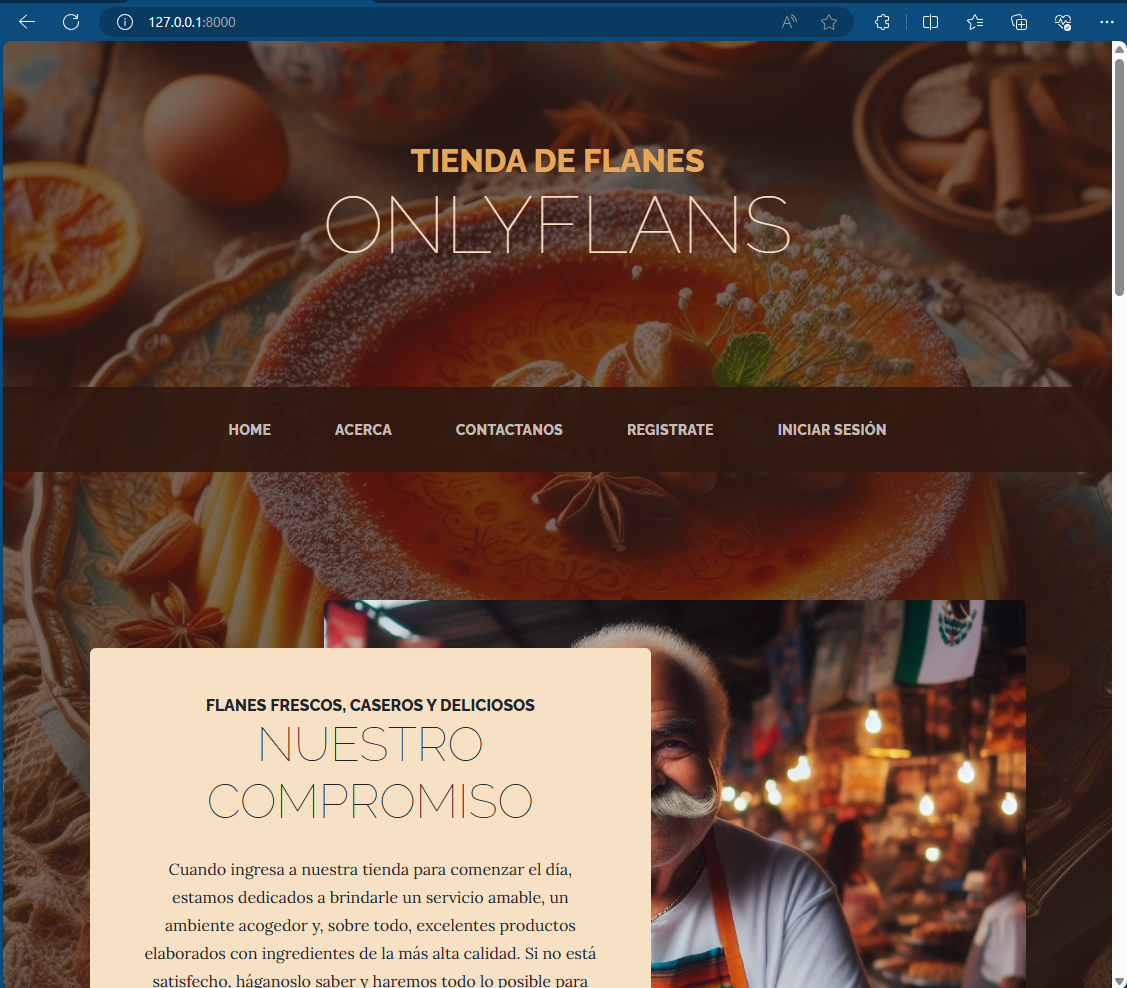 127.0.0.1:8000
TIENDA DE FLANES
ONLYFLANS
HOME ACERCA CONTACTANOS REGISTRATE INICIAR SESIÓN
FLANES FRESCOS, CASEROS Y DELICIOSOS
NUESTRO
COMPROMISO
Cuando ingresa a nuestra tienda para comenzar el día,
estamos dedicados a brindarle un servicio amable, un
ambiente acogedor y, sobre todo, excelentes productos
elaborados con ingredientes de la más alta calidad. Si no está
satisfecho, háganoslo saber y haremos todo lo posible para